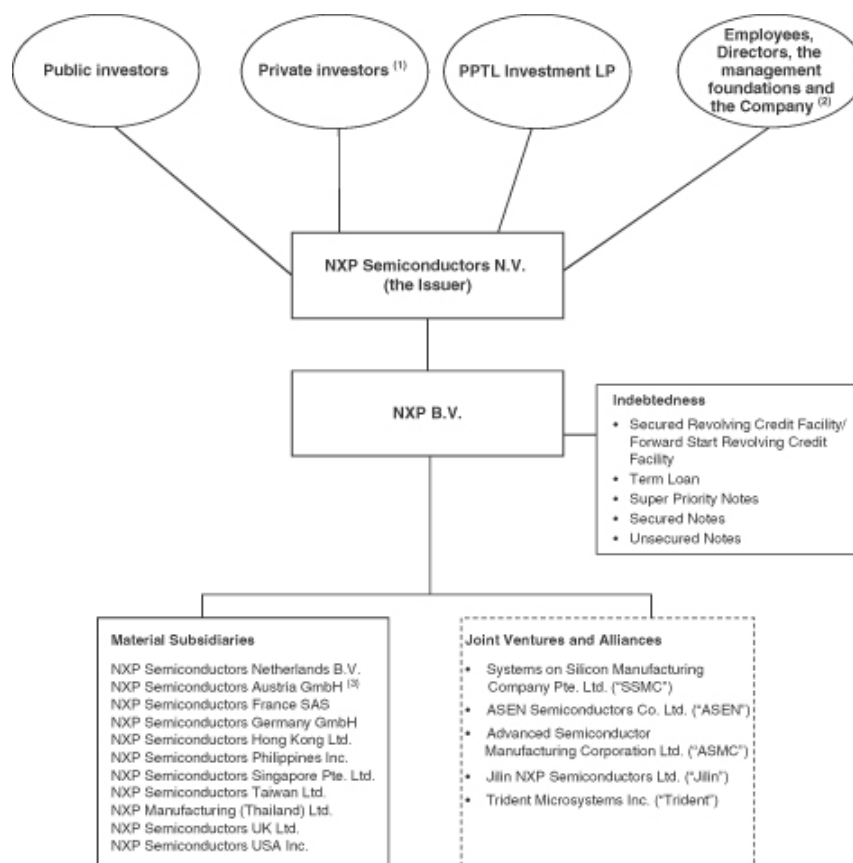 Public investors
Private investors (1)
PPTL Investment LP
Employees,
Directors, the
management
foundations and
the Company (2)
NXP Semiconductors N.V.
(the Issuer)
NXP B.V.
Indebtedness
• Secured Revolving Credit Facility/
Forward Start Revolving Credit
Facility
• Term Loan
• Super Priority Notes
• Secured Notes
• Unsecured Notes
Material Subsidiaries
NXP Semiconductors Netherlands B.V.
NXP Semiconductors Austria GmbH (3)
NXP Semiconductors France SAS
NXP Semiconductors Germany GmbH
NXP Semiconductors Hong Kong Ltd.
NXP Semiconductors Philippines Inc.
NXP Semiconductors Singapore Pte. Ltd.
NXP Semiconductors Taiwan Ltd.
NXP Manufacturing (Thailand) Ltd.
NXP Semiconductors UK Ltd.
NXP Semiconductors USA Inc.
Joint Ventures and Alliances
• Systems on Silicon Manufacturing
Company Pte. Ltd. (“SSMC”)
• ASEN Semiconductors Co. Ltd. (“ASEN”)
• Advanced Semiconductor
Manufacturing Corporation Ltd. (“ASMC”)
• Jilin NXP Semiconductors Ltd. (“Jilin”)
• Trident Microsystems Inc. (“Trident”)